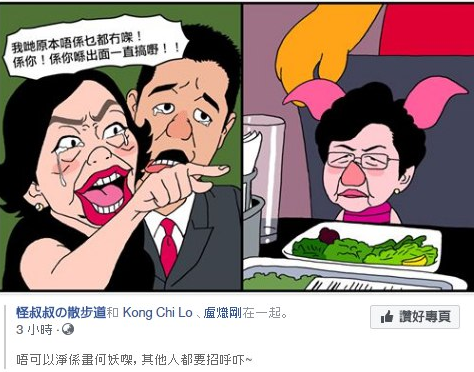 我哋原本唔係乜都冇㗎！
係你！係你喺出面一直搞嘢！！
怪叔叔の散步道和 Kong Chi Lo 、盧熾剛在一起。
3 小時 ·
讚好專頁
唔可以淨係畫何妖㗎, 其他人都要招呼吓~